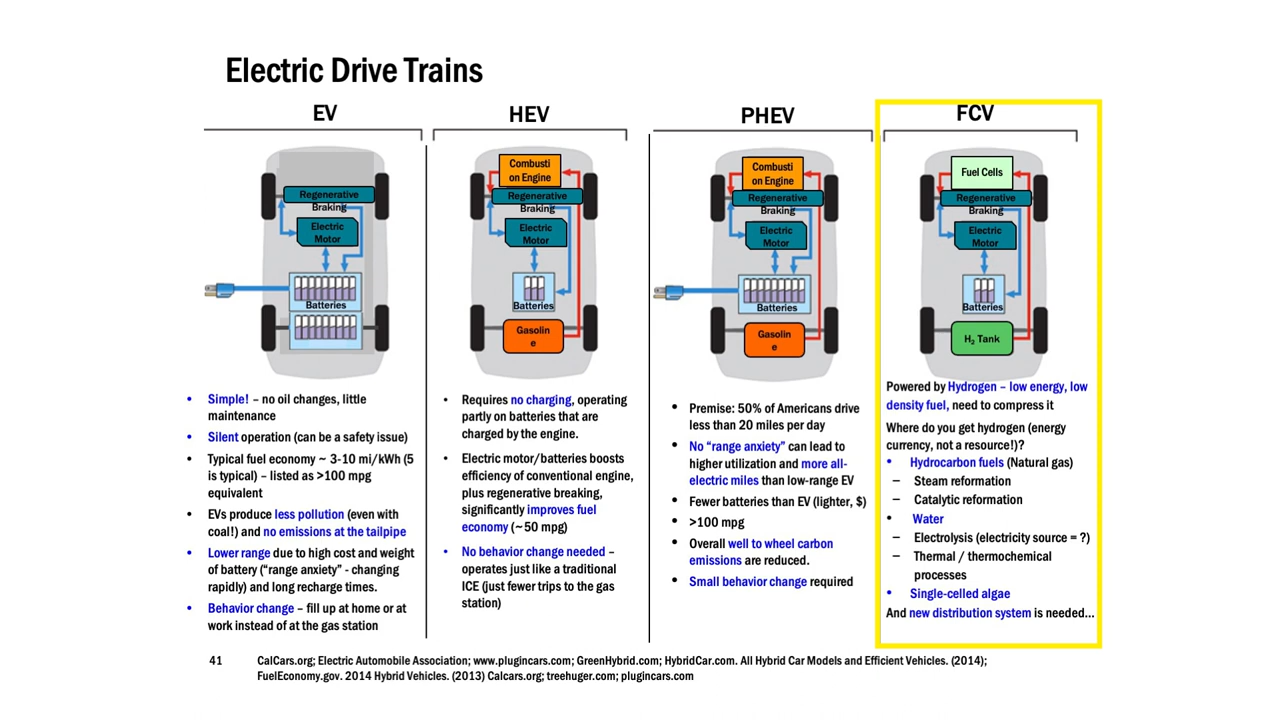 Electric Drive Trains
EV
Regenerative
Braking
Electric
Motor
Batteries
Simple! – no oil changes, little
maintenance
Silent operation (can be a safety issue)
Typical fuel economy ~ 3-10 mi/kWh (5
is typical) – listed as >100 mpg
equivalent
EVs produce less pollution (even with
coal!) and no emissions at the tailpipe
Lower range due to high cost and weight
of battery (“range anxiety” - changing
rapidly) and long recharge times.
Behavior change – fill up at home or at
work instead of at the gas station
HEV
Combusti
on Engine
Regenerative
Braking
Electric
Motor
Batteries
Gasolin
e
Requires no charging, operating
partly on batteries that are
charged by the engine.
Electric motor/batteries boosts
efficiency of conventional engine,
plus regenerative breaking,
significantly improves fuel
economy (~50 mpg)
No behavior change needed –
operates just like a traditional
ICE (just fewer trips to the gas
station)
PHEV
Combusti
on Engine
Regenerative
Braking
Electric
Motor
Batteries
Gasolin
e
Premise: 50% of Americans drive
less than 20 miles per day
No “range anxiety” can lead to
higher utilization and more all-
electric miles than low-range EV
Fewer batteries than EV (lighter, $)
>100 mpg
Overall well to wheel carbon
emissions are reduced.
Small behavior change required
FCV
Fuel Cells
Regenerative
Braking
Electric
Motor
Batteries
H₂ Tank
Powered by Hydrogen – low energy, low
density fuel, need to compress it
Where do you get hydrogen (energy
currency, not a resource!)?
Hydrocarbon fuels (Natural gas)
– Steam reformation
– Catalytic reformation
Water
– Electrolysis (electricity source = ?)
– Thermal / thermochemical
processes
Single-celled algae
And new distribution system is needed...
41
CalCars.org; Electric Automobile Association; www.plugincars.com; GreenHybrid.com; HybridCar.com. All Hybrid Car Models and Efficient Vehicles. (2014);
FuelEconomy.gov. 2014 Hybrid Vehicles. (2013) Calcars.org; treehuger.com; plugincars.com